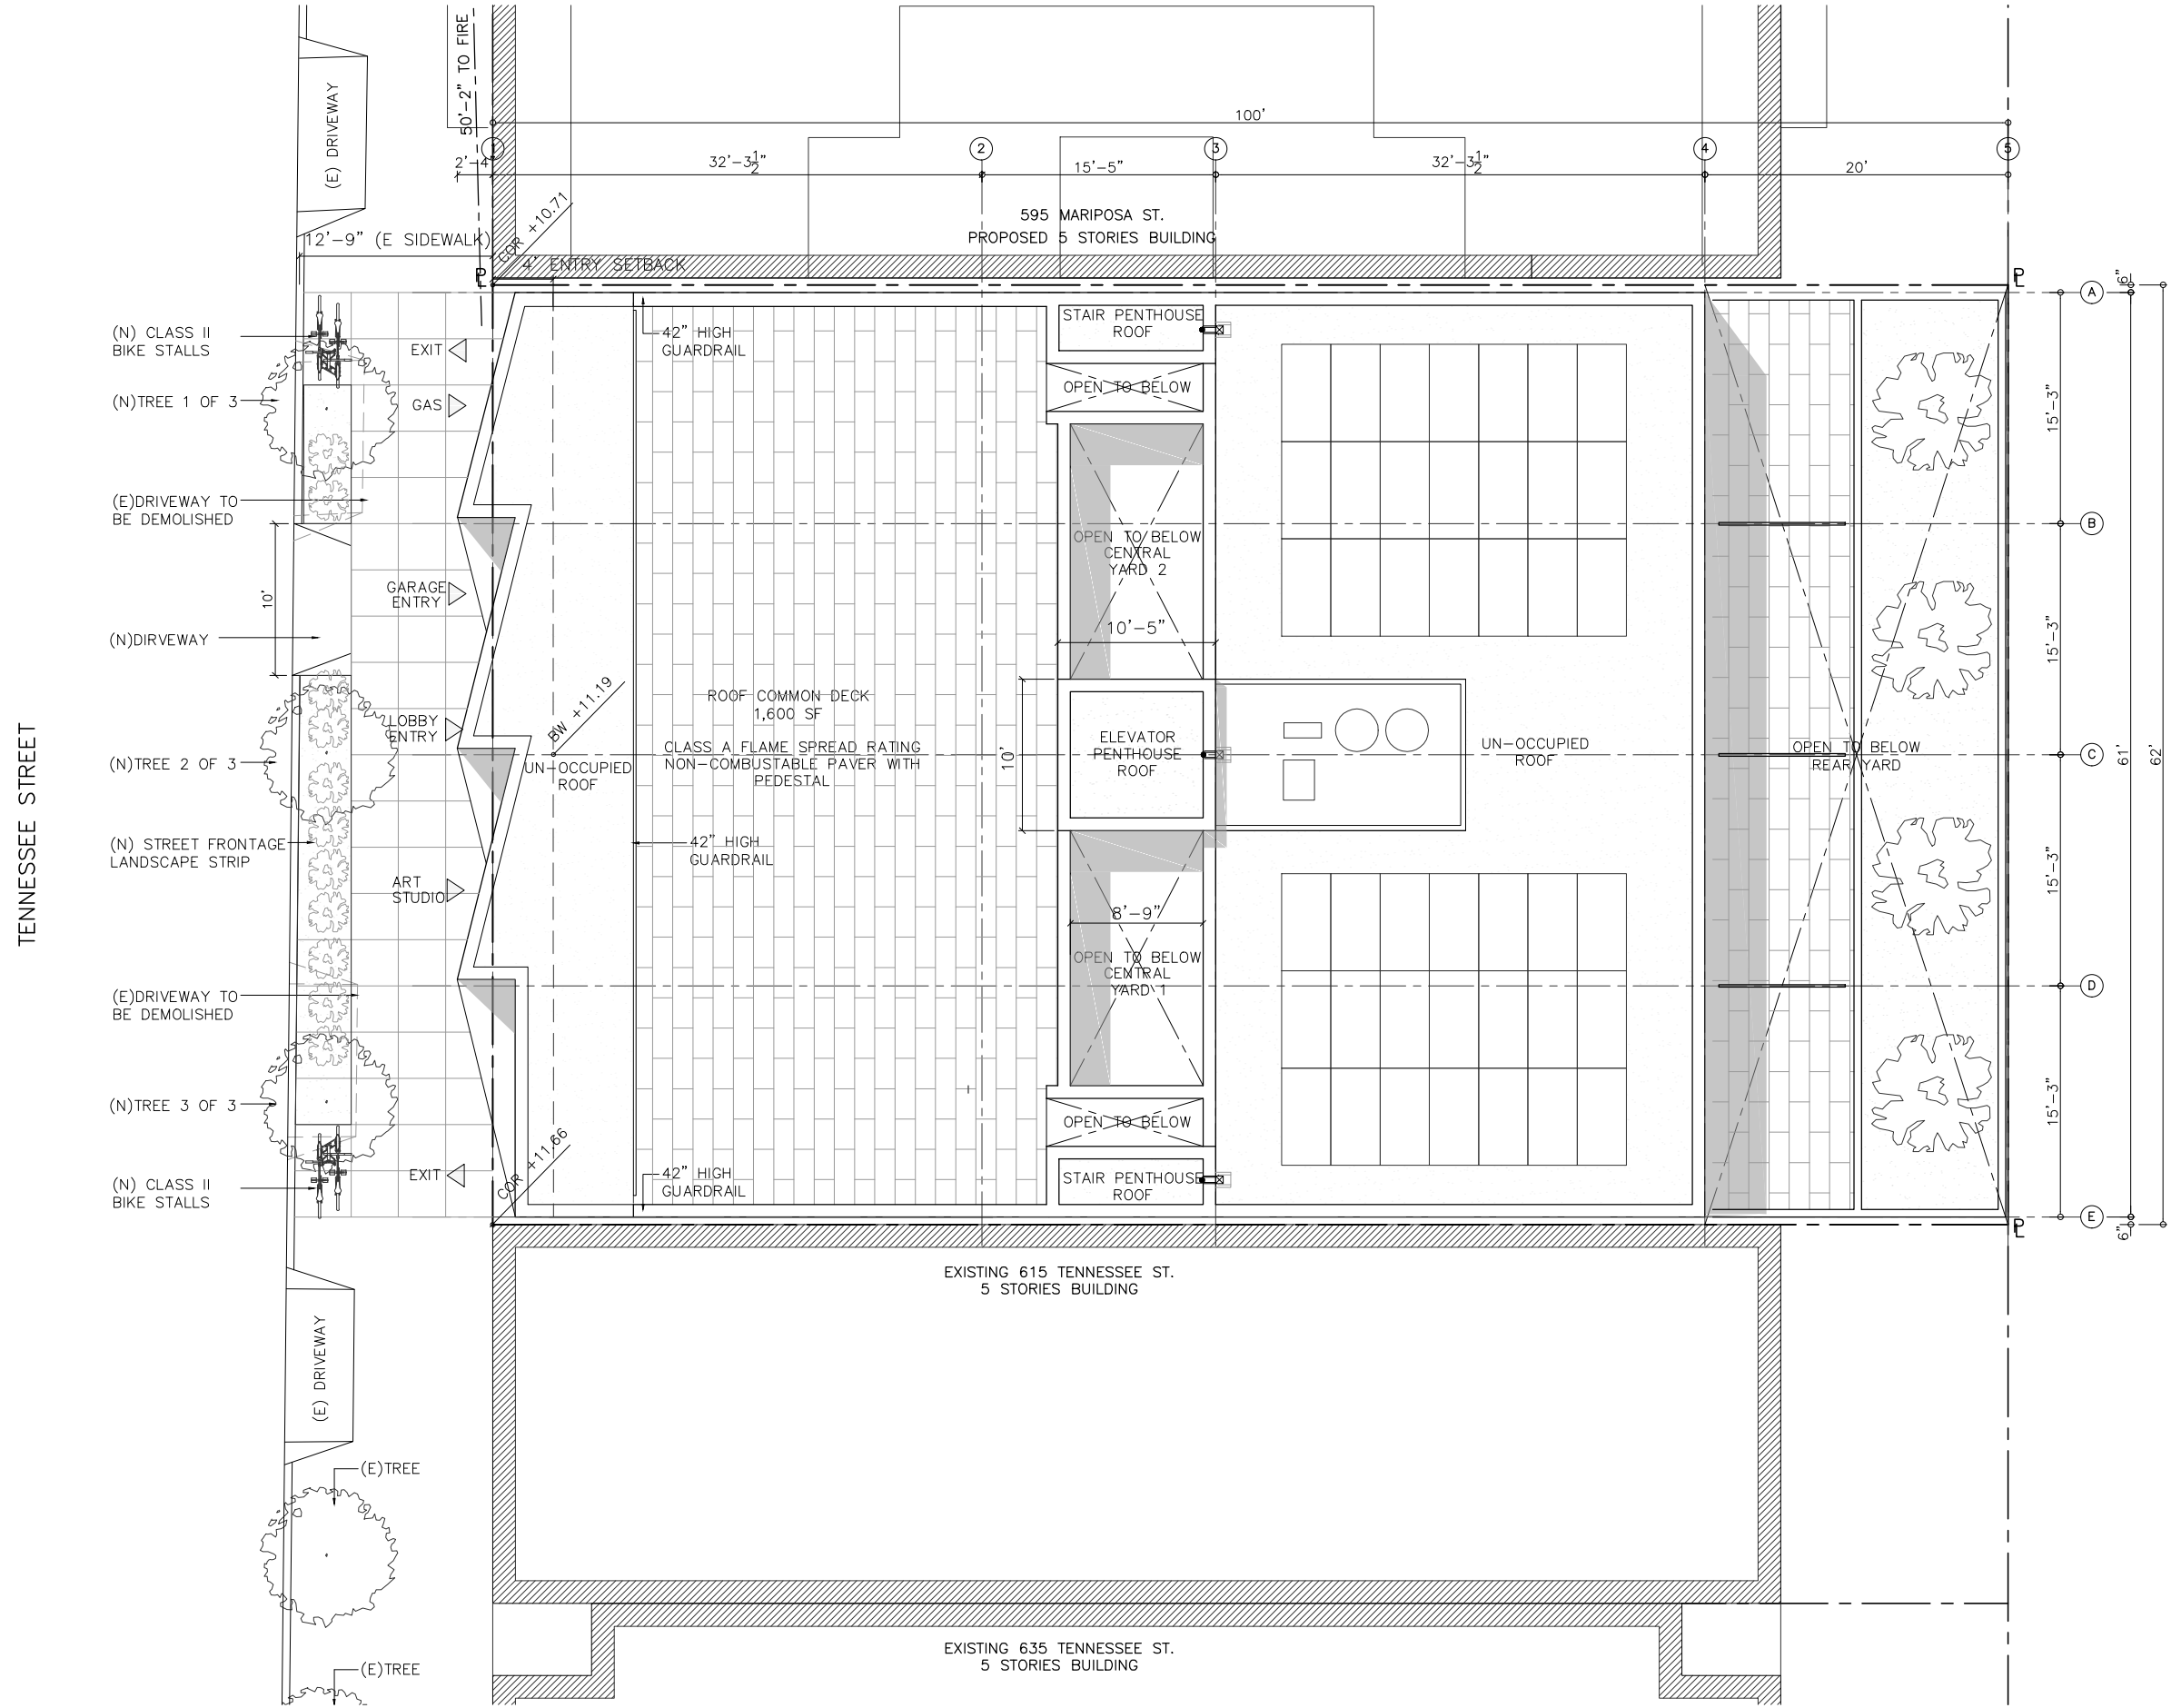 50'-2" TO FIRE
(E) DRIVEWAY
100'
1
2
3
4
5
2'-4
32'-3½"
15'-5"
32'-3½"
20'
595 MARIPOSA ST.
PROPOSED 5 STORIES BUILDING
12'-9" (E SIDEWALK)
COR +10.71
4' ENTRY SETBACK
PL
PL
6"
A
(N) CLASS II
BIKE STALLS
EXIT
42" HIGH
GUARDRAIL
STAIR PENTHOUSE
ROOF
OPEN TO BELOW
(N)TREE 1 OF 3
GAS
15'-3"
(E)DRIVEWAY TO
BE DEMOLISHED
B
OPEN TO BELOW
CENTRAL
YARD 2
GARAGE
ENTRY
10'
(N)DIRVEWAY
10'-5"
15'-3"
TENNESSEE STREET
LOBBY
ENTRY
BW +11.19
ROOF COMMON DECK
1,600 SF
CLASS A FLAME SPREAD RATING
NON-COMBUSTABLE PAVER WITH
PEDESTAL
UN-OCCUPIED
ROOF
10'
ELEVATOR
PENTHOUSE
ROOF
UN-OCCUPIED
ROOF
OPEN TO BELOW
REAR YARD
C
61'
62'
(N)TREE 2 OF 3
(N) STREET FRONTAGE
LANDSCAPE STRIP
42" HIGH
GUARDRAIL
ART
STUDIO
8'-9"
15'-3"
OPEN TO BELOW
CENTRAL
YARD 1
(E)DRIVEWAY TO
BE DEMOLISHED
D
(N)TREE 3 OF 3
OPEN TO BELOW
15'-3"
COR +11.66
EXIT
42" HIGH
GUARDRAIL
STAIR PENTHOUSE
ROOF
(N) CLASS II
BIKE STALLS
E
PL
6"
EXISTING 615 TENNESSEE ST.
5 STORIES BUILDING
(E) DRIVEWAY
(E)TREE
EXISTING 635 TENNESSEE ST.
5 STORIES BUILDING
(E)TREE